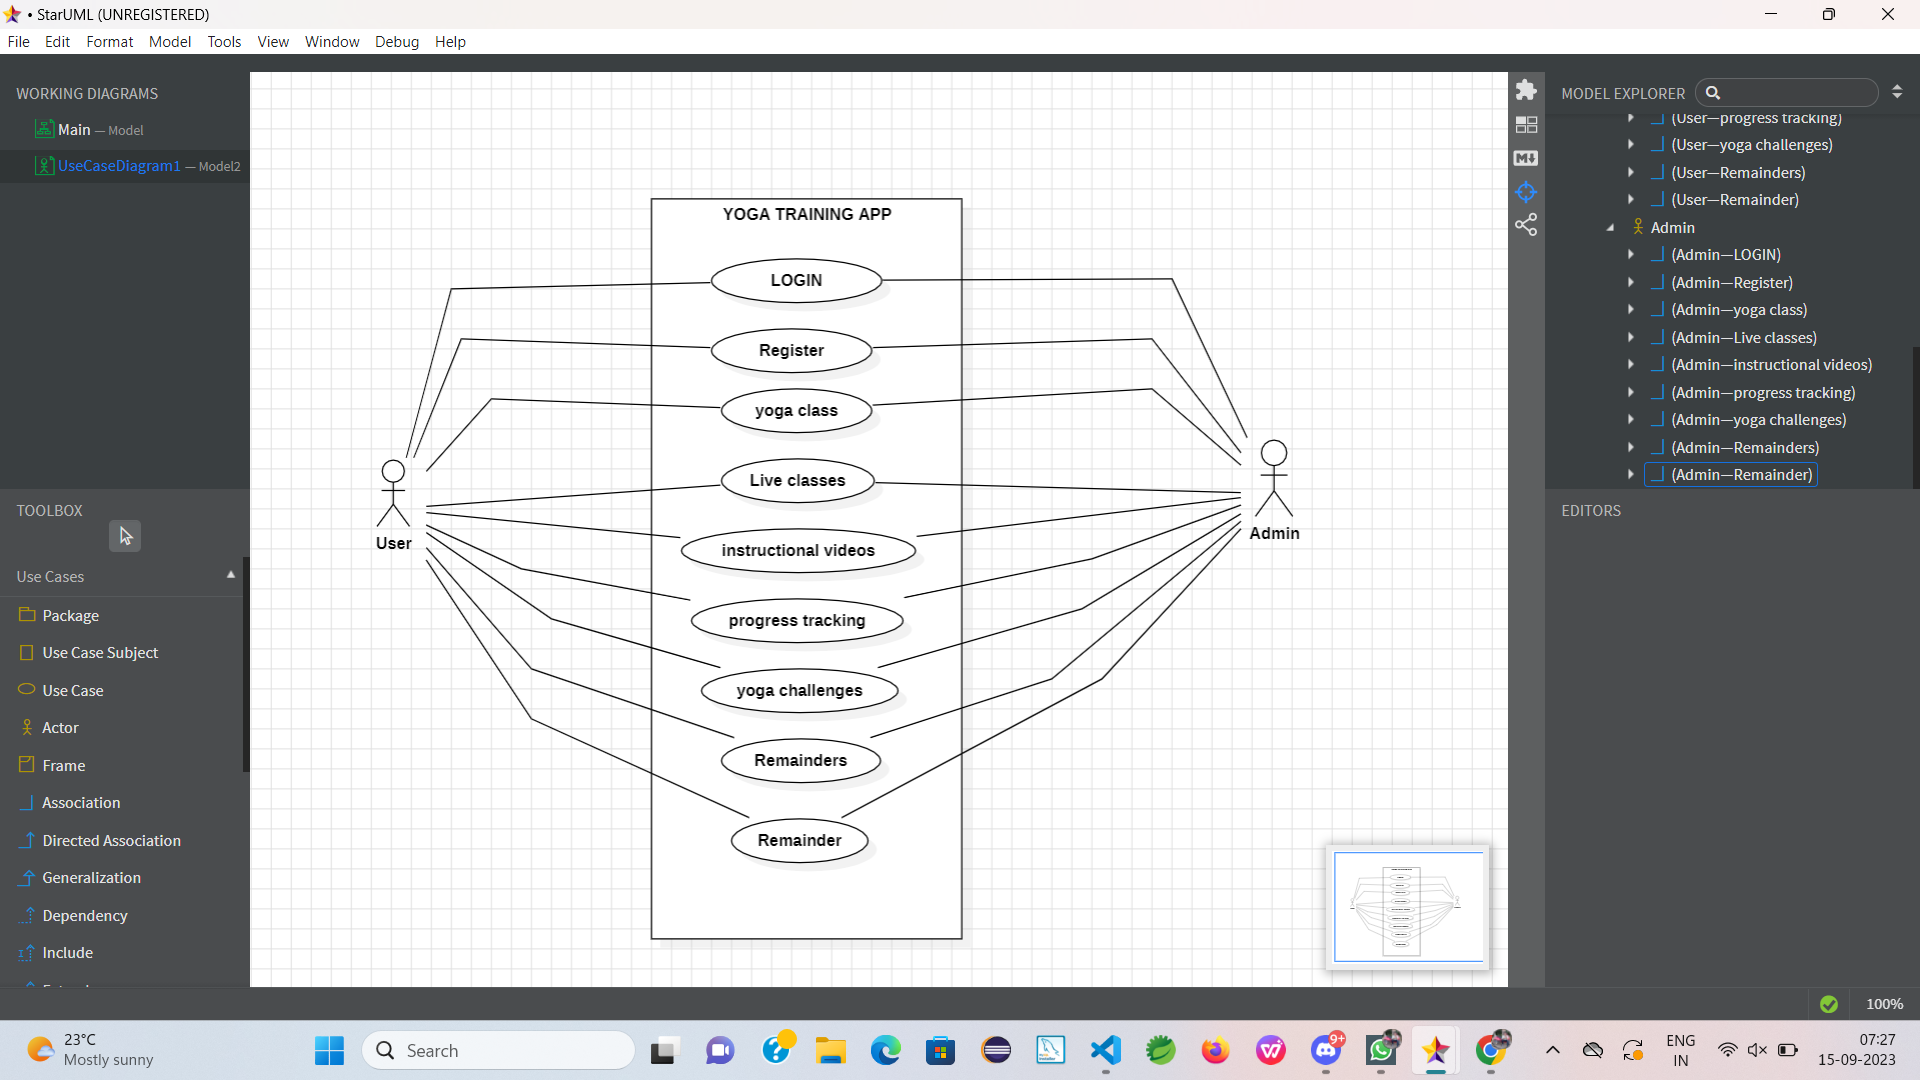 • StarUML (UNREGISTERED)
File Edit Format Model Tools View Window Debug Help
WORKING DIAGRAMS
Main — Model
UseCaseDiagram1 — Model2
TOOLBOX
Use Cases
Package
Use Case Subject
Use Case
Actor
Frame
Association
Directed Association
Generalization
Dependency
Include
YOGA TRAINING APP
LOGIN
Register
yoga class
Live classes
instructional videos
progress tracking
yoga challenges
Remainders
Remainder
User
Admin
MODEL EXPLORER
(User—progress tracking)
(User—yoga challenges)
(User—Remainders)
(User—Remainder)
Admin
(Admin—LOGIN)
(Admin—Register)
(Admin—yoga class)
(Admin—Live classes)
(Admin—instructional videos)
(Admin—progress tracking)
(Admin—yoga challenges)
(Admin—Remainders)
(Admin—Remainder)
EDITORS
100%
23°C
Mostly sunny
Search
9+
ENG
IN
07:27
15-09-2023